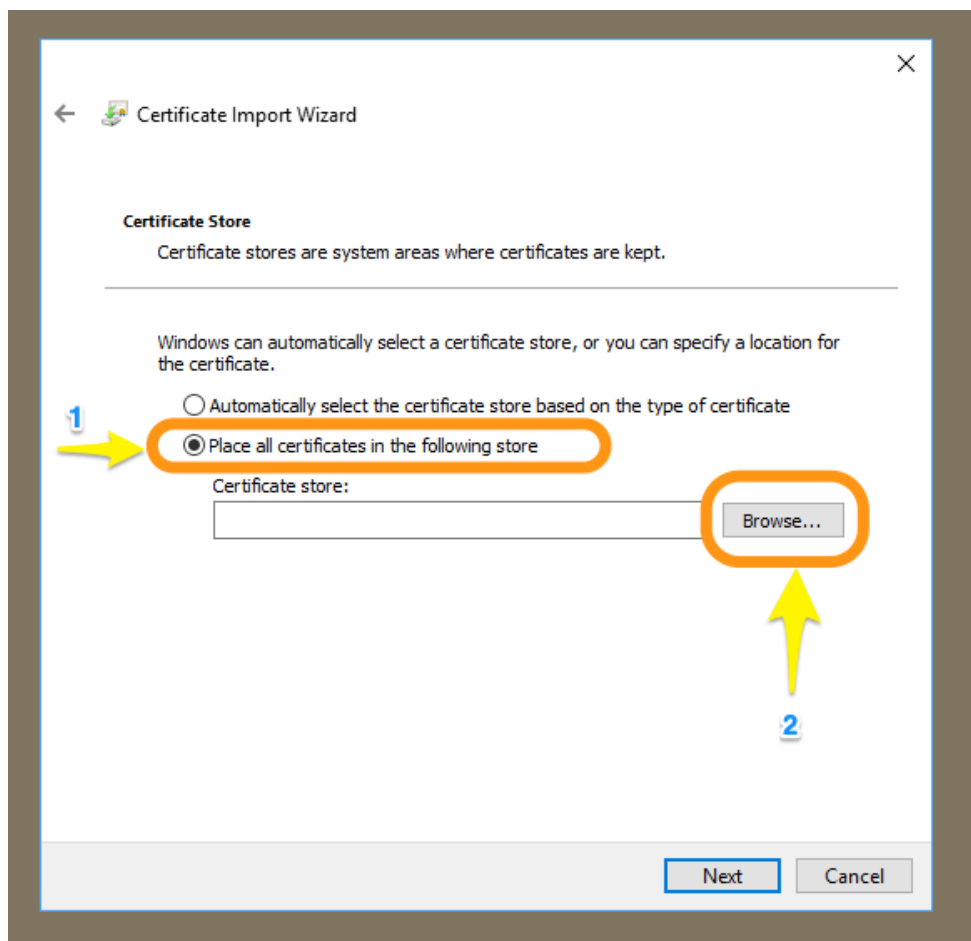 Certificate Import Wizard
Certificate Store
Certificate stores are system areas where certificates are kept.
Windows can automatically select a certificate store, or you can specify a location for
the certificate.
Automatically select the certificate store based on the type of certificate
1
Place all certificates in the following store
Certificate store:
Browse...
2
Next
Cancel